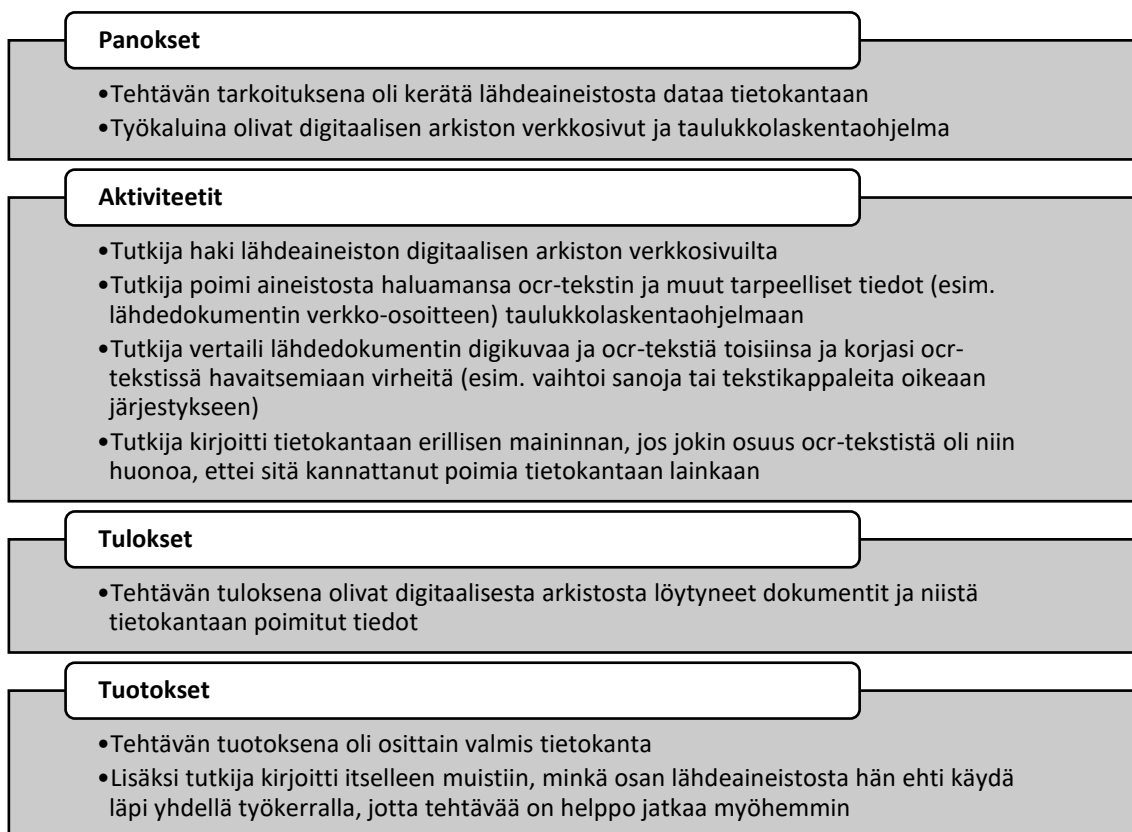 Panokset
•Tehtävän tarkoituksena oli kerätä lähdeaineistosta dataa tietokantaan
•Työkaluina olivat digitaalisen arkiston verkkosivut ja taulukkolaskentaohjelma
Aktiviteetit
•Tutkija haki lähdeaineiston digitaalisen arkiston verkkosivuilta
•Tutkija poimi aineistosta haluamansa ocr-tekstin ja muut tarpeelliset tiedot (esim.
lähdedokumentin verkko-osoitteen) taulukkolaskentaohjelmaan
•Tutkija vertaili lähdedokumentin digikuvaa ja ocr-tekstiä toisiinsa ja korjasi ocr-
tekstissä havaitsemiaan virheitä (esim. vaihtoi sanoja tai tekstikappaleita oikeaan
järjestykseen)
•Tutkija kirjoitti tietokantaan erillisen maininnan, jos jokin osuus ocr-tekstistä oli niin
huonoa, ettei sitä kannattanut poimia tietokantaan lainkaan
Tulokset
•Tehtävän tuloksena olivat digitaalisesta arkistosta löytyneet dokumentit ja niistä
tietokantaan poimitut tiedot
Tuotokset
•Tehtävän tuotoksena oli osittain valmis tietokanta
•Lisäksi tutkija kirjoitti itselleen muistiin, minkä osan lähdeaineistosta hän ehti käydä
läpi yhdellä työkerralla, jotta tehtävää on helppo jatkaa myöhemmin